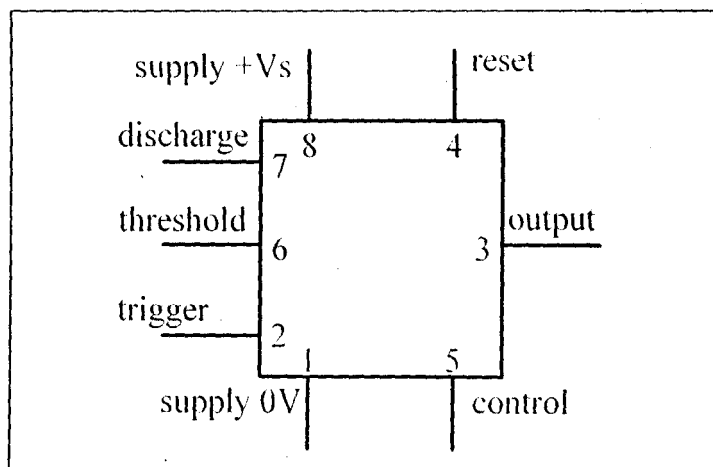 supply +Vs
reset
discharge
8
4
7
threshold
output
6
3
trigger
2
1
5
supply 0V
control